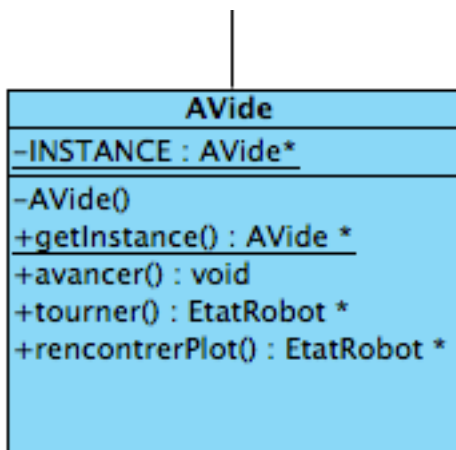 AVide
-INSTANCE : AVide*
-AVide()
+getInstance() : AVide *
+avancer() : void
+tourner() : EtatRobot *
+rencontrerPlot() : EtatRobot *